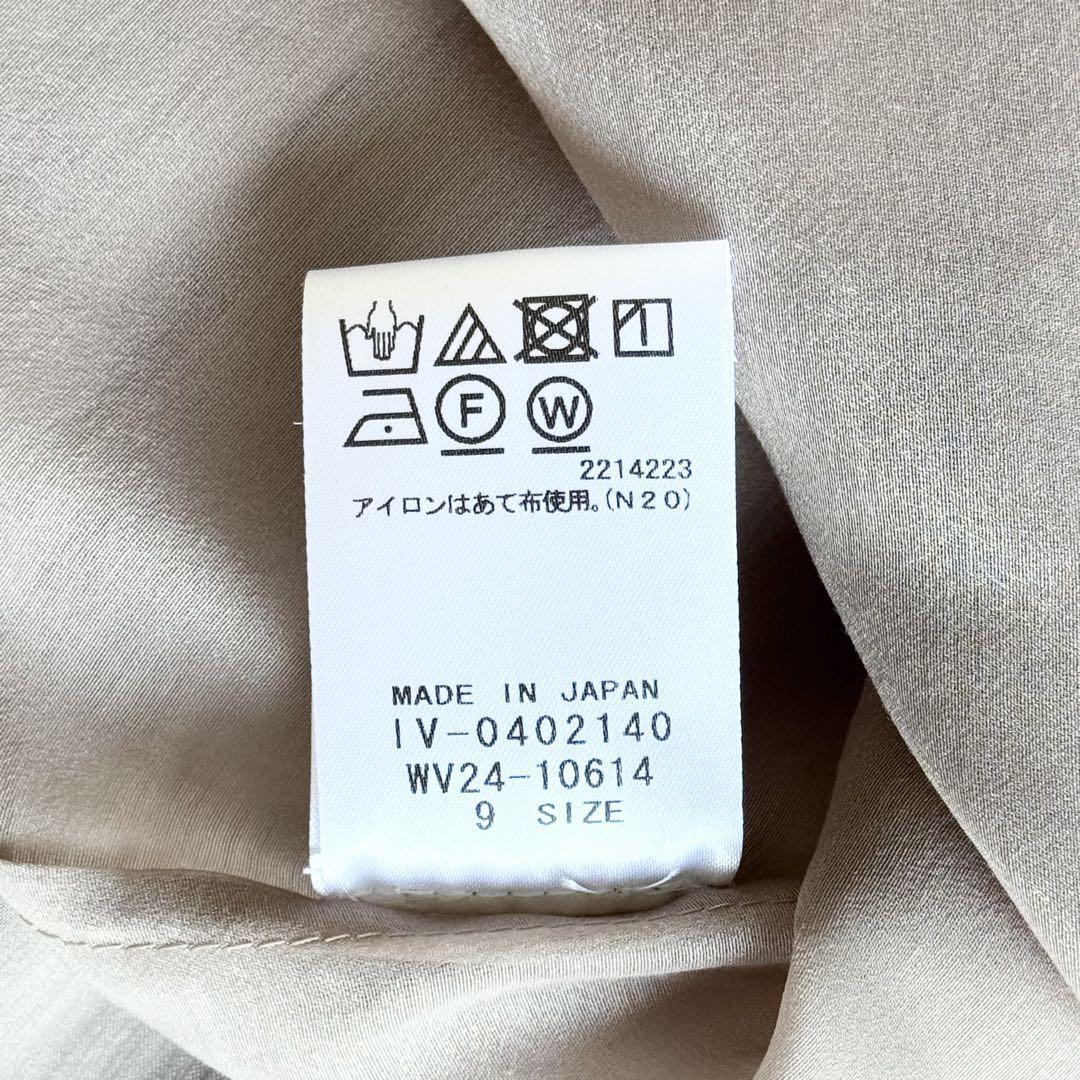 F W
2214223
アイロンはあて布使用。(N20)
MADE IN JAPAN
IV-0402140
WV24-10614
9 SIZE